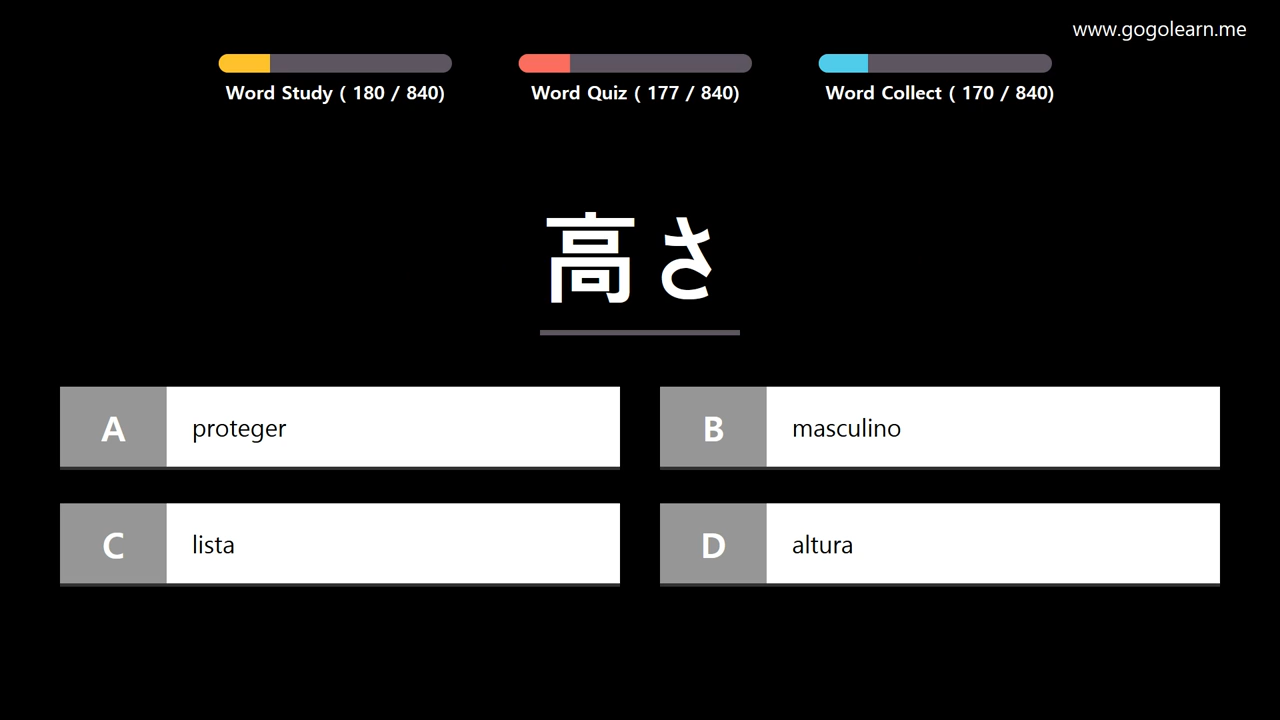 www.gogolearn.me
Word Study ( 180 / 840)
Word Quiz ( 177 / 840)
Word Collect ( 170 / 840)
高さ
A
proteger
B
masculino
C
lista
D
altura